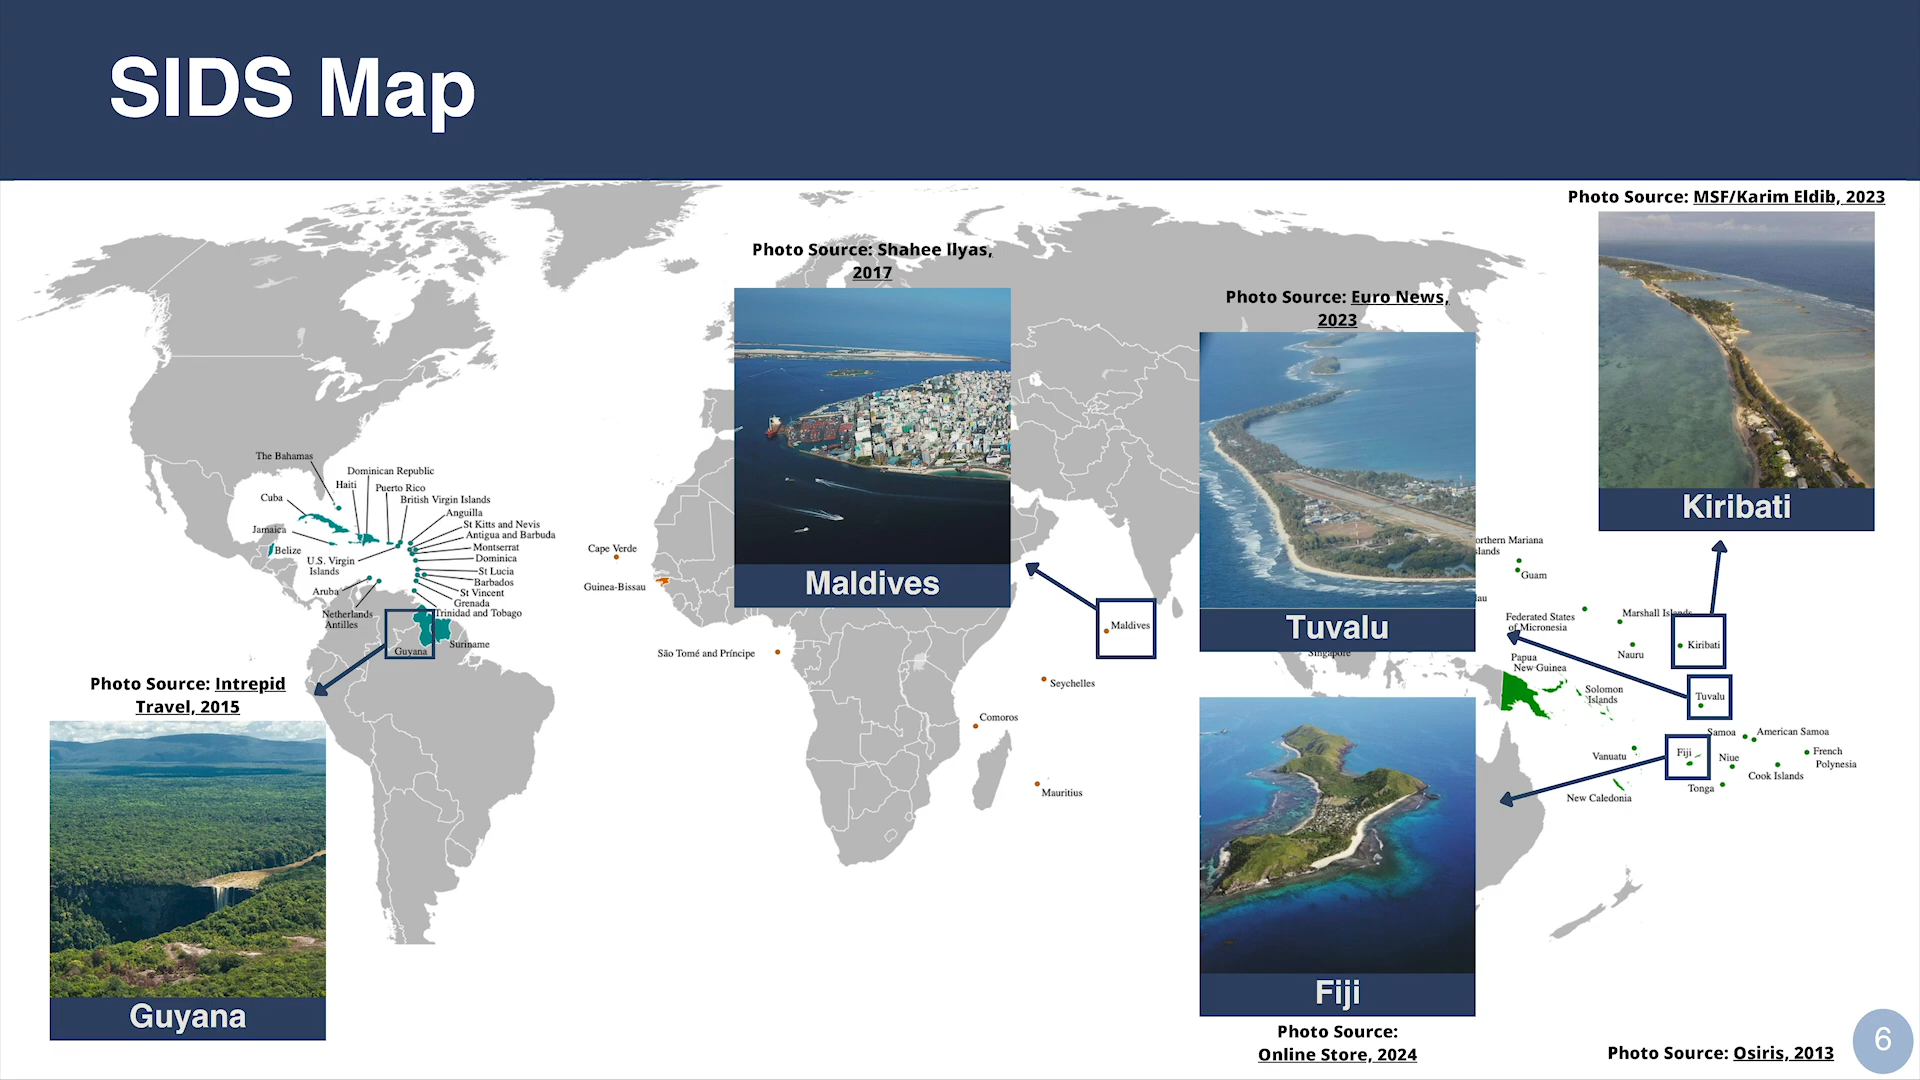 SIDS Map
Photo Source: MSF/Karim Eldib, 2023
Kiribati
Photo Source: Shahee Ilyas,
2017
Maldives
Photo Source: Euro News,
2023
Tuvalu
The Bahamas
Dominican Republic
Haiti
Puerto Rico
Cuba
British Virgin Islands
Anguilla
St Kitts and Nevis
Jamaica
Antigua and Barbuda
Belize
Montserrat
U.S. Virgin
Islands
Dominica
St Lucia
Barbados
Aruba
St Vincent
Grenada
Netherlands
Antilles
Trinidad and Tobago
Guyana
Suriname
Cape Verde
Guinea-Bissau
São Tomé and Príncipe
Maldives
Seychelles
Comoros
Mauritius
Singapore
orthern Mariana
slands
Guam
au
Federated States
of Micronesia
Marshall Islands
Nauru
Kiribati
Papua
New Guinea
Solomon
Islands
Tuvalu
Samoa
American Samoa
Vanuatu
Fiji
Niue
French
Polynesia
Cook Islands
Tonga
New Caledonia
Photo Source: Intrepid
Travel, 2015
Guyana
Fiji
Photo Source:
Online Store, 2024
Photo Source: Osiris, 2013
6